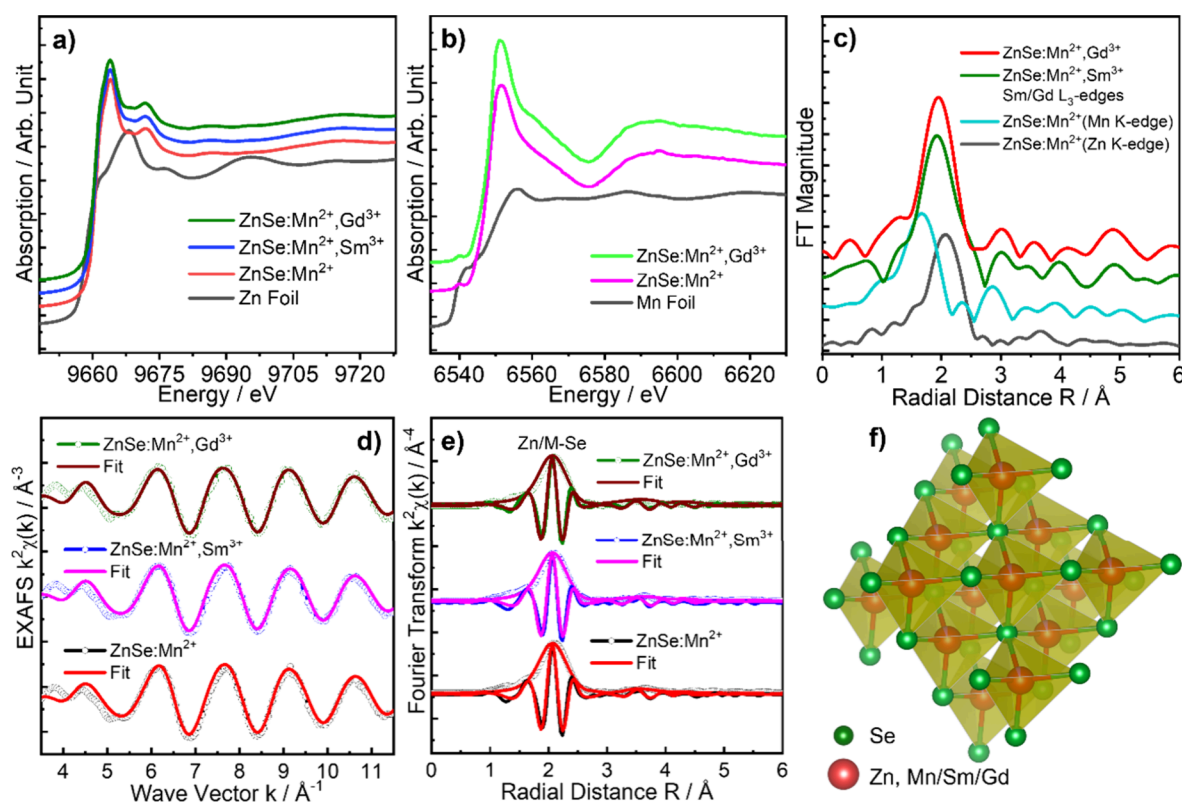 a)
Absorption / Arb. Unit
ZnSe:Mn²⁺,Gd³⁺
ZnSe:Mn²⁺,Sm³⁺
ZnSe:Mn²⁺
Zn Foil
9660 9675 9690 9705 9720
Energy / eV
b)
Absorption / Arb. Unit
ZnSe:Mn²⁺,Gd³⁺
ZnSe:Mn²⁺
Mn Foil
6540 6560 6580 6600 6620
Energy / eV
c)
FT Magnitude
ZnSe:Mn²⁺,Gd³⁺
ZnSe:Mn²⁺,Sm³⁺
Sm/Gd L₃-edges
ZnSe:Mn²⁺(Mn K-edge)
ZnSe:Mn²⁺(Zn K-edge)
0 1 2 3 4 5 6
Radial Distance R / Å
d)
EXAFS k²χ(k) / Å⁻³
ZnSe:Mn²⁺,Gd³⁺
Fit
ZnSe:Mn²⁺,Sm³⁺
Fit
ZnSe:Mn²⁺
Fit
4 5 6 7 8 9 10 11
Wave Vector k / Å⁻¹
e)
Fourier Transform k²χ(k) / Å⁻⁴
Zn/M-Se
ZnSe:Mn²⁺,Gd³⁺
Fit
ZnSe:Mn²⁺,Sm³⁺
Fit
ZnSe:Mn²⁺
Fit
0 1 2 3 4 5 6
Radial Distance R / Å
f)
Se
Zn, Mn/Sm/Gd